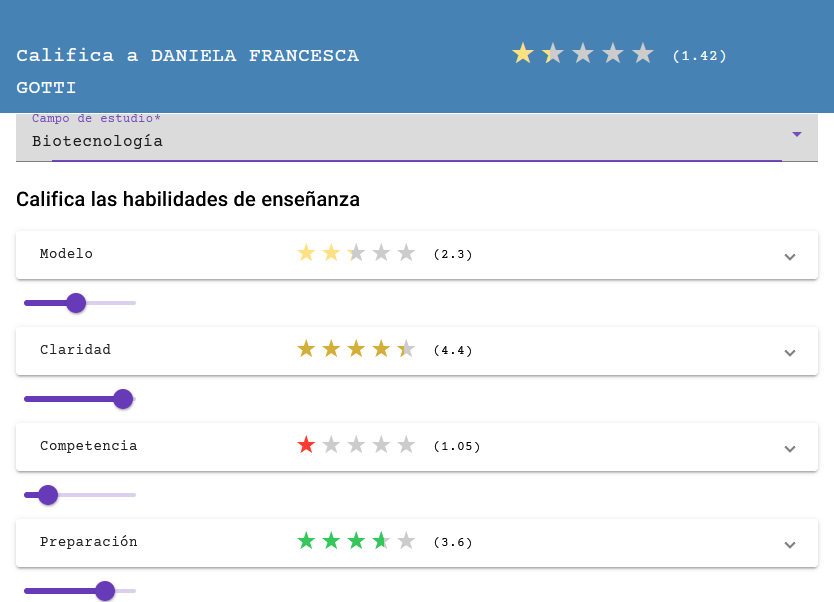 Califica a DANIELA FRANCESCA
GOTTI
(1.42)
Campo de estudio*
Biotecnología
Califica las habilidades de enseñanza
Modelo (2.3)
Claridad (4.4)
Competencia (1.05)
Preparación (3.6)